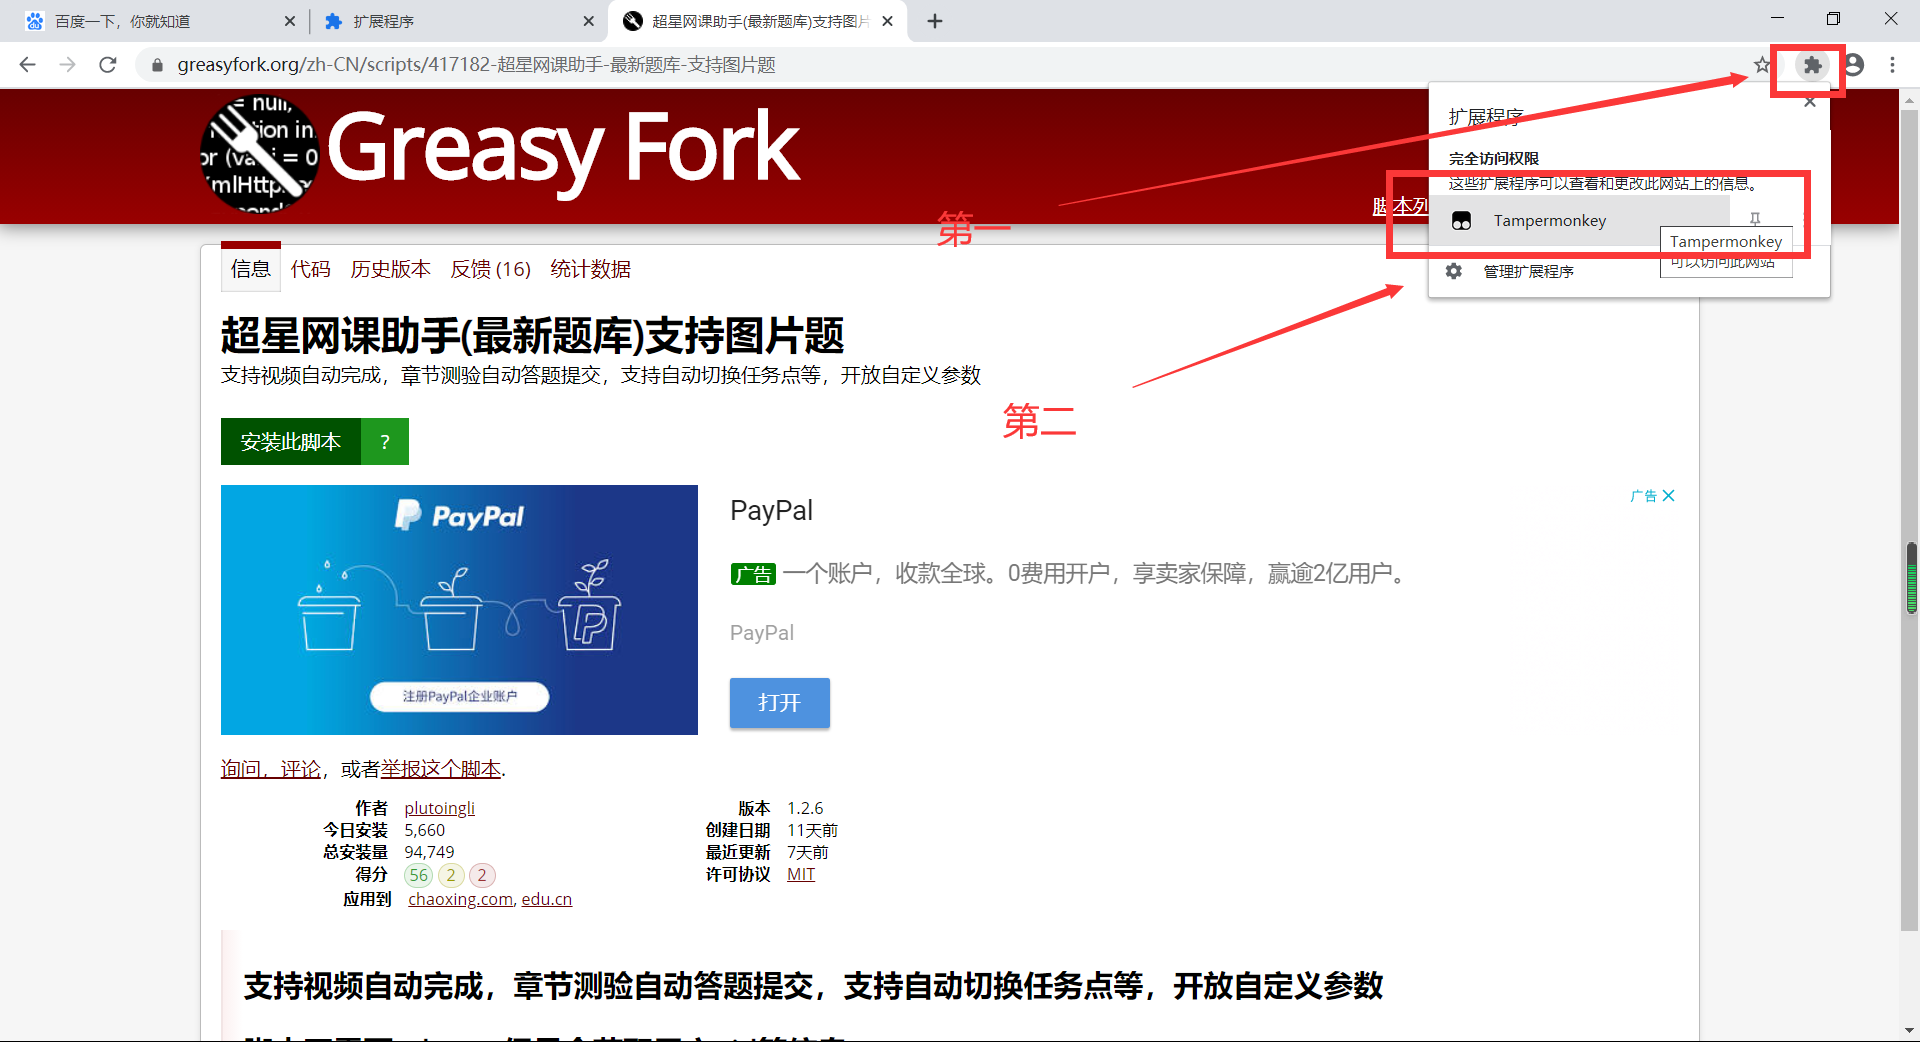 百度一下，你就知道
扩展程序
超星网课助手(最新题库)支持图片
greasyfork.org/zh-CN/scripts/417182-超星网课助手-最新题库-支持图片题
= null,
tion in
or (va i = 0
mlHttp
Greasy Fork
扩展程序
完全访问权限
这些扩展程序可以查看和更改此网站上的信息。
Tampermonkey
Tampermonkey
可以访问此网站
管理扩展程序
脚本列
第一
第二
信息 代码 历史版本 反馈 (16) 统计数据
超星网课助手(最新题库)支持图片题
支持视频自动完成，章节测验自动答题提交，支持自动切换任务点等，开放自定义参数
安装此脚本 ?
PayPal
注册PayPal企业账户
PayPal
广告
广告 一个账户，收款全球。0费用开户，享卖家保障，赢逾2亿用户。
PayPal
打开
询问，评论，或者举报这个脚本.
作者 plutoingli
今日安装 5,660
总安装量 94,749
得分 56 2 2
应用到 chaoxing.com, edu.cn
版本 1.2.6
创建日期 11天前
最近更新 7天前
许可协议 MIT
支持视频自动完成，章节测验自动答题提交，支持自动切换任务点等，开放自定义参数